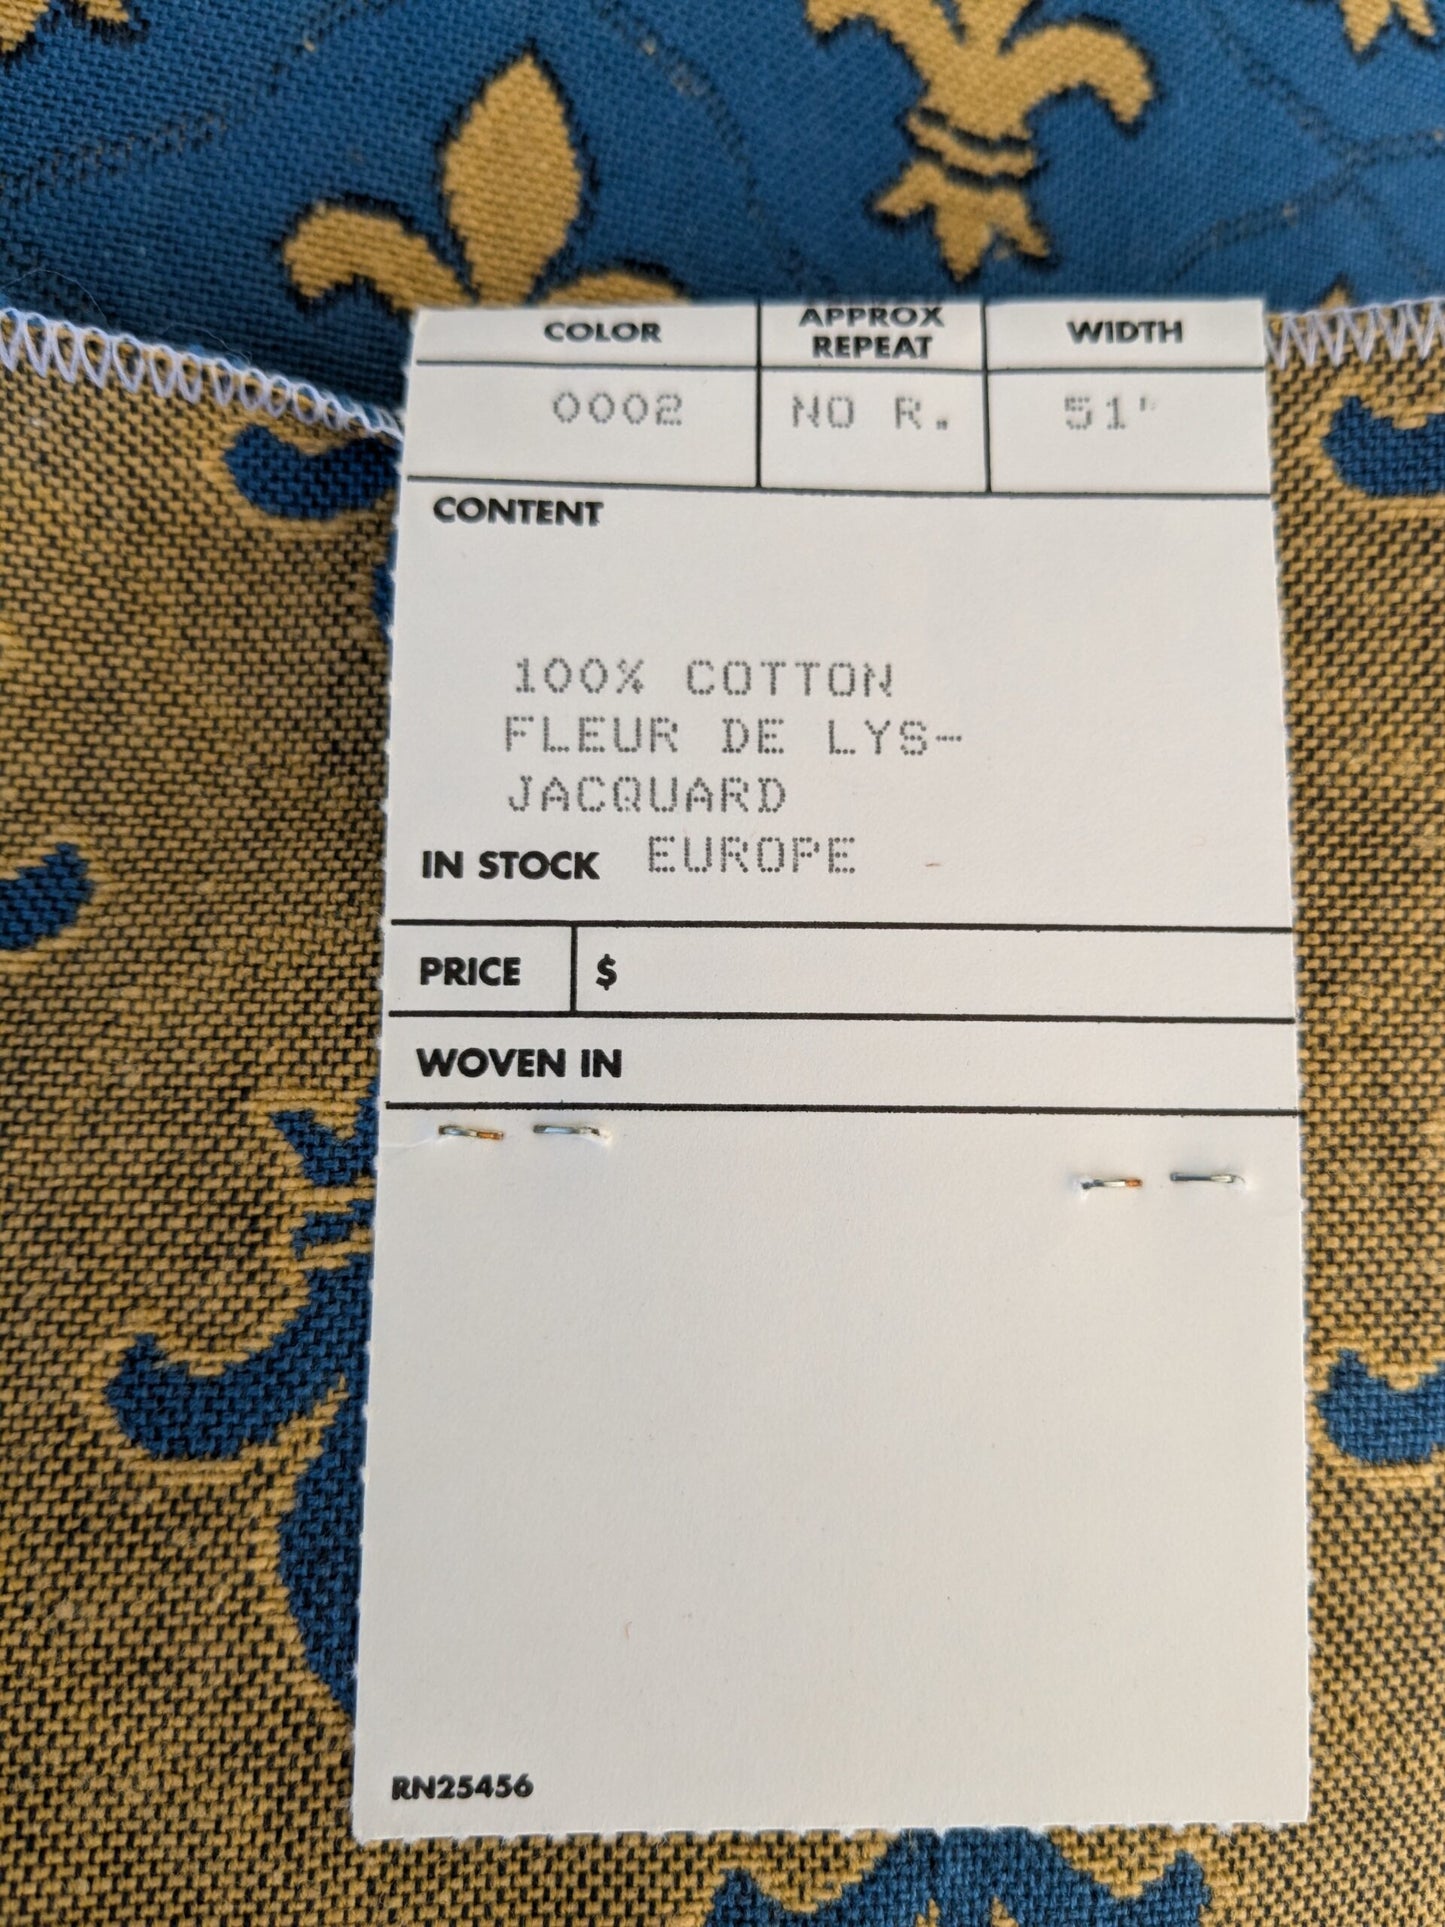 COLOR APPROX REPEAT WIDTH
0002 NO R. 51"
CONTENT
100% COTTON
FLEUR DE LYS-
JACQUARD
IN STOCK EUROPE
PRICE $
WOVEN IN
RN25456